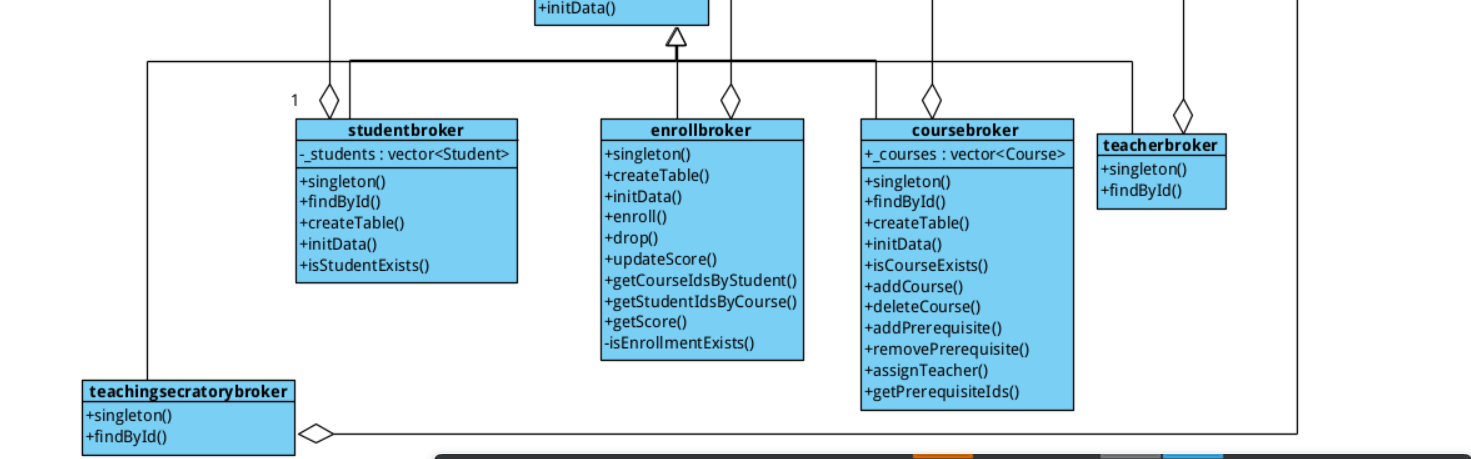 +initData()
1
studentbroker
-_students : vector<Student>
+singleton()
+findById()
+createTable()
+initData()
+isStudentExists()
enrollbroker
+singleton()
+createTable()
+initData()
+enroll()
+drop()
+updateScore()
+getCourseIdsByStudent()
+getStudentIdsByCourse()
+getScore()
-isEnrollmentExists()
coursebroker
+_courses : vector<Course>
+singleton()
+findById()
+createTable()
+initData()
+isCourseExists()
+addCourse()
+deleteCourse()
+addPrerequisite()
+removePrerequisite()
+assignTeacher()
+getPrerequisiteIds()
teacherbroker
+singleton()
+findById()
teachingsecratorybroker
+singleton()
+findById()